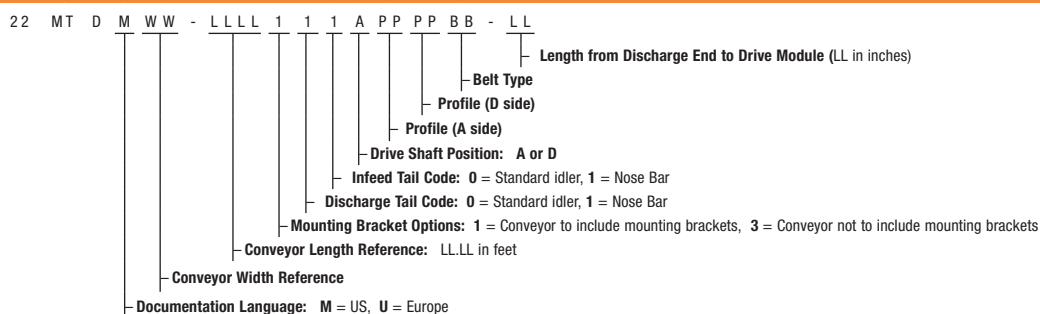 22 MT D M WW - LLLL 1 1 1 A PP PP BB - LL
Length from Discharge End to Drive Module (LL in inches)
Belt Type
Profile (D side)
Profile (A side)
Drive Shaft Position: A or D
Infeed Tail Code: 0 = Standard idler, 1 = Nose Bar
Discharge Tail Code: 0 = Standard idler, 1 = Nose Bar
Mounting Bracket Options: 1 = Conveyor to include mounting brackets, 3 = Conveyor not to include mounting brackets
Conveyor Length Reference: LL.LL in feet
Conveyor Width Reference
Documentation Language: M = US, U = Europe